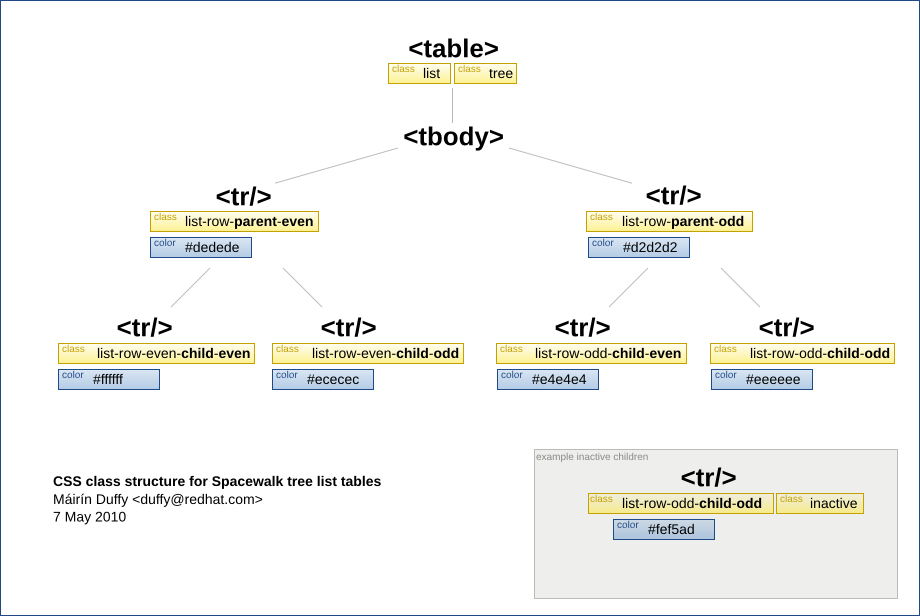 <table>
class list class tree
<tbody>
<tr/> <tr/>
class list-row-parent-even class list-row-parent-odd
color #dedede color #d2d2d2
<tr/> <tr/> <tr/> <tr/>
class list-row-even-child-even class list-row-even-child-odd class list-row-odd-child-even class list-row-odd-child-odd
color #ffffff color #ececec color #e4e4e4 color #eeeeee
CSS class structure for Spacewalk tree list tables
Máirín Duffy <duffy@redhat.com>
7 May 2010
example inactive children
<tr/>
class list-row-odd-child-odd class inactive
color #fef5ad